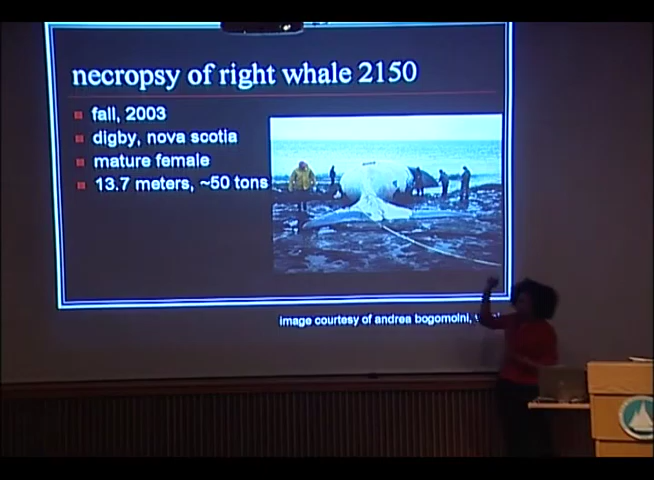 necropsy of right whale 2150
fall, 2003
digby, nova scotia
mature female
13.7 meters, ~50 tons
image courtesy of andrea bogomolni,